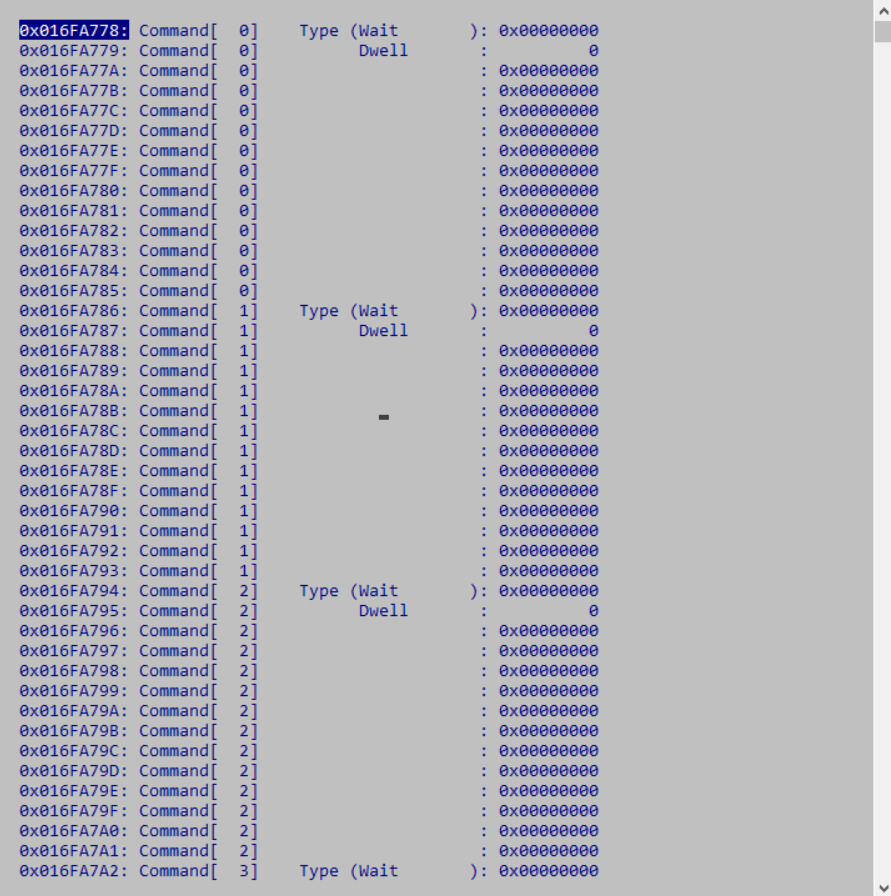 0x016FA778: Command[  0]    Type (Wait       ): 0x00000000
0x016FA779: Command[  0]          Dwell       :          0
0x016FA77A: Command[  0]                      : 0x00000000
0x016FA77B: Command[  0]                      : 0x00000000
0x016FA77C: Command[  0]                      : 0x00000000
0x016FA77D: Command[  0]                      : 0x00000000
0x016FA77E: Command[  0]                      : 0x00000000
0x016FA77F: Command[  0]                      : 0x00000000
0x016FA780: Command[  0]                      : 0x00000000
0x016FA781: Command[  0]                      : 0x00000000
0x016FA782: Command[  0]                      : 0x00000000
0x016FA783: Command[  0]                      : 0x00000000
0x016FA784: Command[  0]                      : 0x00000000
0x016FA785: Command[  0]                      : 0x00000000
0x016FA786: Command[  1]    Type (Wait       ): 0x00000000
0x016FA787: Command[  1]          Dwell       :          0
0x016FA788: Command[  1]                      : 0x00000000
0x016FA789: Command[  1]                      : 0x00000000
0x016FA78A: Command[  1]                      : 0x00000000
0x016FA78B: Command[  1]                      : 0x00000000
0x016FA78C: Command[  1]                      : 0x00000000
0x016FA78D: Command[  1]                      : 0x00000000
0x016FA78E: Command[  1]                      : 0x00000000
0x016FA78F: Command[  1]                      : 0x00000000
0x016FA790: Command[  1]                      : 0x00000000
0x016FA791: Command[  1]                      : 0x00000000
0x016FA792: Command[  1]                      : 0x00000000
0x016FA793: Command[  1]                      : 0x00000000
0x016FA794: Command[  2]    Type (Wait       ): 0x00000000
0x016FA795: Command[  2]          Dwell       :          0
0x016FA796: Command[  2]                      : 0x00000000
0x016FA797: Command[  2]                      : 0x00000000
0x016FA798: Command[  2]                      : 0x00000000
0x016FA799: Command[  2]                      : 0x00000000
0x016FA79A: Command[  2]                      : 0x00000000
0x016FA79B: Command[  2]                      : 0x00000000
0x016FA79C: Command[  2]                      : 0x00000000
0x016FA79D: Command[  2]                      : 0x00000000
0x016FA79E: Command[  2]                      : 0x00000000
0x016FA79F: Command[  2]                      : 0x00000000
0x016FA7A0: Command[  2]                      : 0x00000000
0x016FA7A1: Command[  2]                      : 0x00000000
0x016FA7A2: Command[  3]    Type (Wait       ): 0x00000000